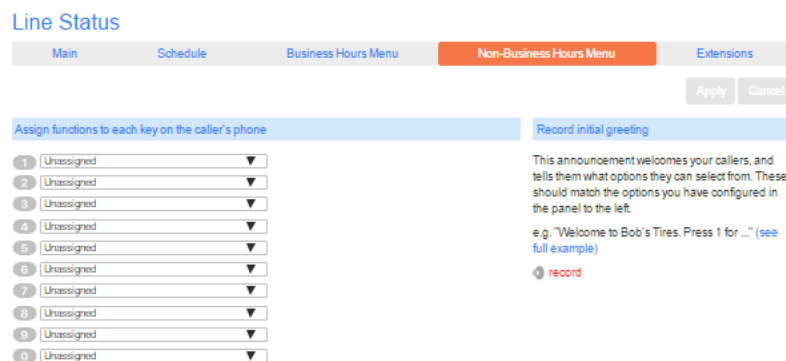 Line Status
Main Schedule Business Hours Menu Non-Business Hours Menu Extensions
Apply Cancel
Assign functions to each key on the caller's phone
Record initial greeting
1 Unassigned
2 Unassigned
3 Unassigned
4 Unassigned
5 Unassigned
6 Unassigned
7 Unassigned
8 Unassigned
9 Unassigned
0 Unassigned
This announcement welcomes your callers, and
tells them what options they can select from. These
should match the options you have configured in
the panel to the left.
e.g. "Welcome to Bob's Tires. Press 1 for ..." (see
full example)
record